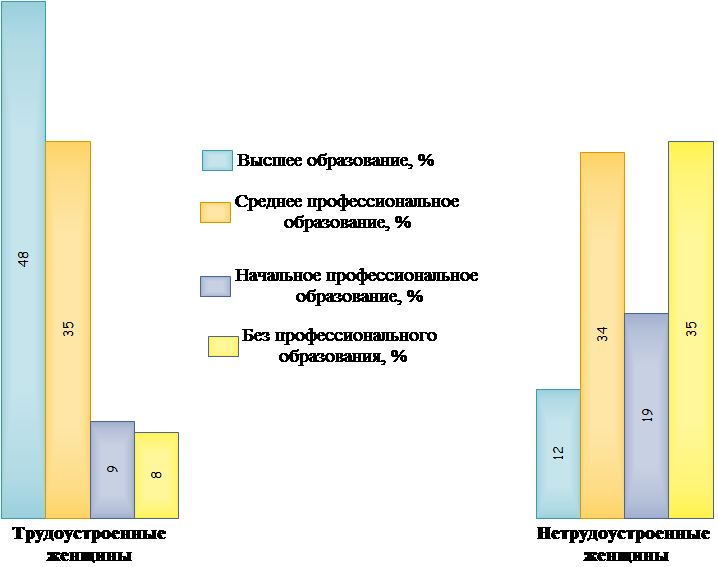 Высшее образование, %
Среднее профессиональное
образование, %
Начальное профессиональное
образование, %
Без профессионального
образования, %
48
35
9
8
12
34
19
35
Трудоустроенные
женщины
Нетрудоустроенные
женщины